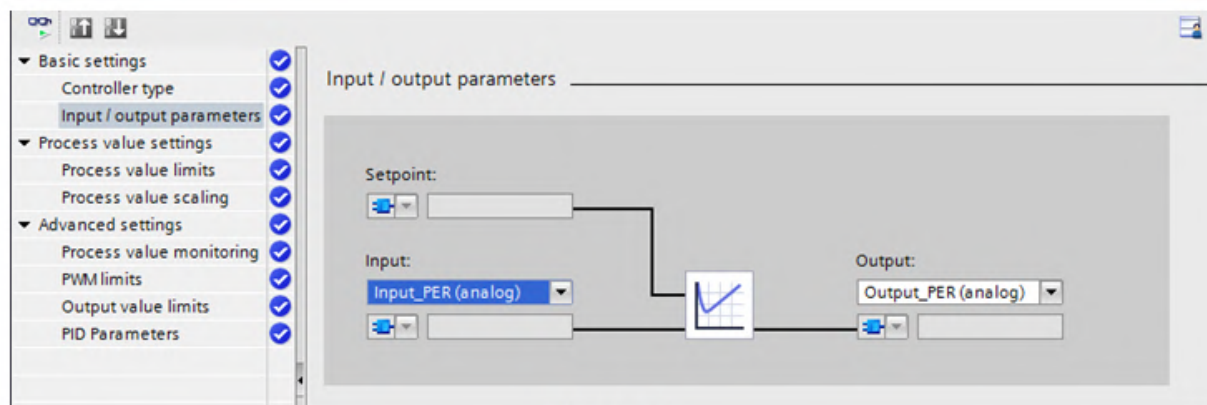 Basic settings
Controller type
Input / output parameters
Process value settings
Process value limits
Process value scaling
Advanced settings
Process value monitoring
PWM limits
Output value limits
PID Parameters
Input / output parameters
Setpoint:
Input:
Input_PER (analog)
Output:
Output_PER (analog)